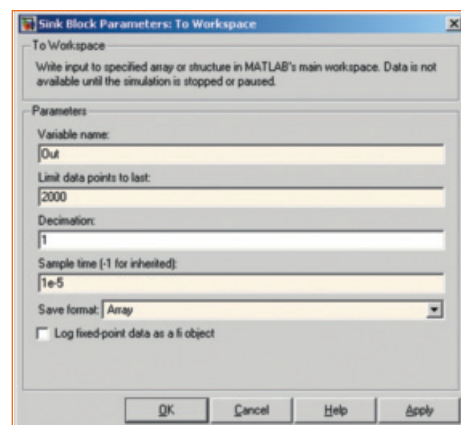 Sink Block Parameters: To Workspace
To Workspace
Write input to specified array or structure in MATLAB's main workspace. Data is not
available until the simulation is stopped or paused.
Parameters
Variable name:
Out
Limit data points to last:
2000
Decimation:
1
Sample time (-1 for inherited):
1e-5
Save format: Array
Log fixed-point data as a fi object
OK
Cancel
Help
Apply